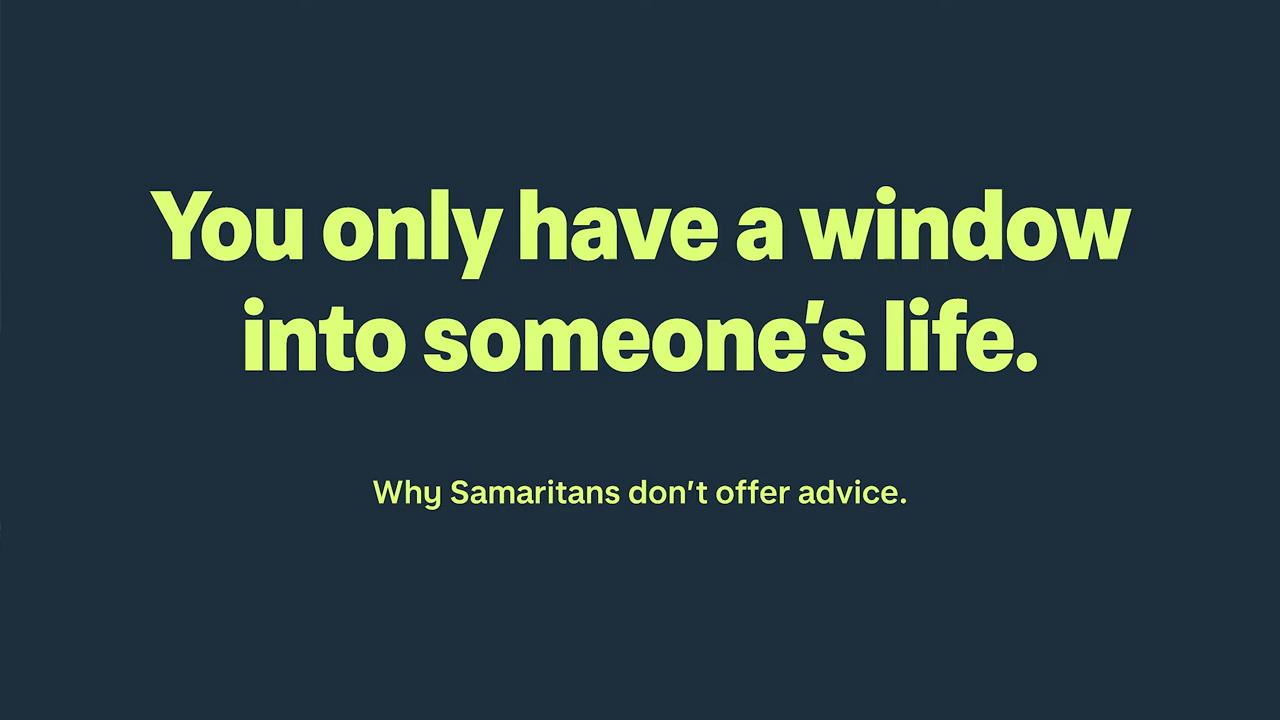 You only have a window
into someone’s life.
Why Samaritans don’t offer advice.